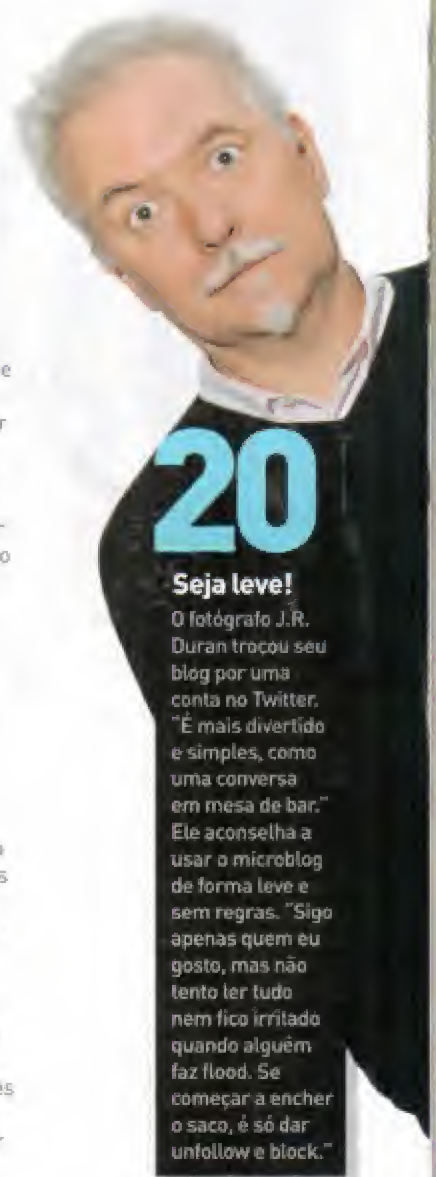 20
Seja leve!
O fotógrafo J.R.
Duran trocou seu
blog por uma
conta no Twitter.
"É mais divertido
e simples, como
uma conversa
em mesa de bar."
Ele aconselha a
usar o microblog
de forma leve e
sem regras. "Sigo
apenas quem eu
gosto, mas não
tento ler tudo
nem fico irritado
quando alguém
faz flood. Se
começar a encher
o saco, é só dar
unfollow e block."